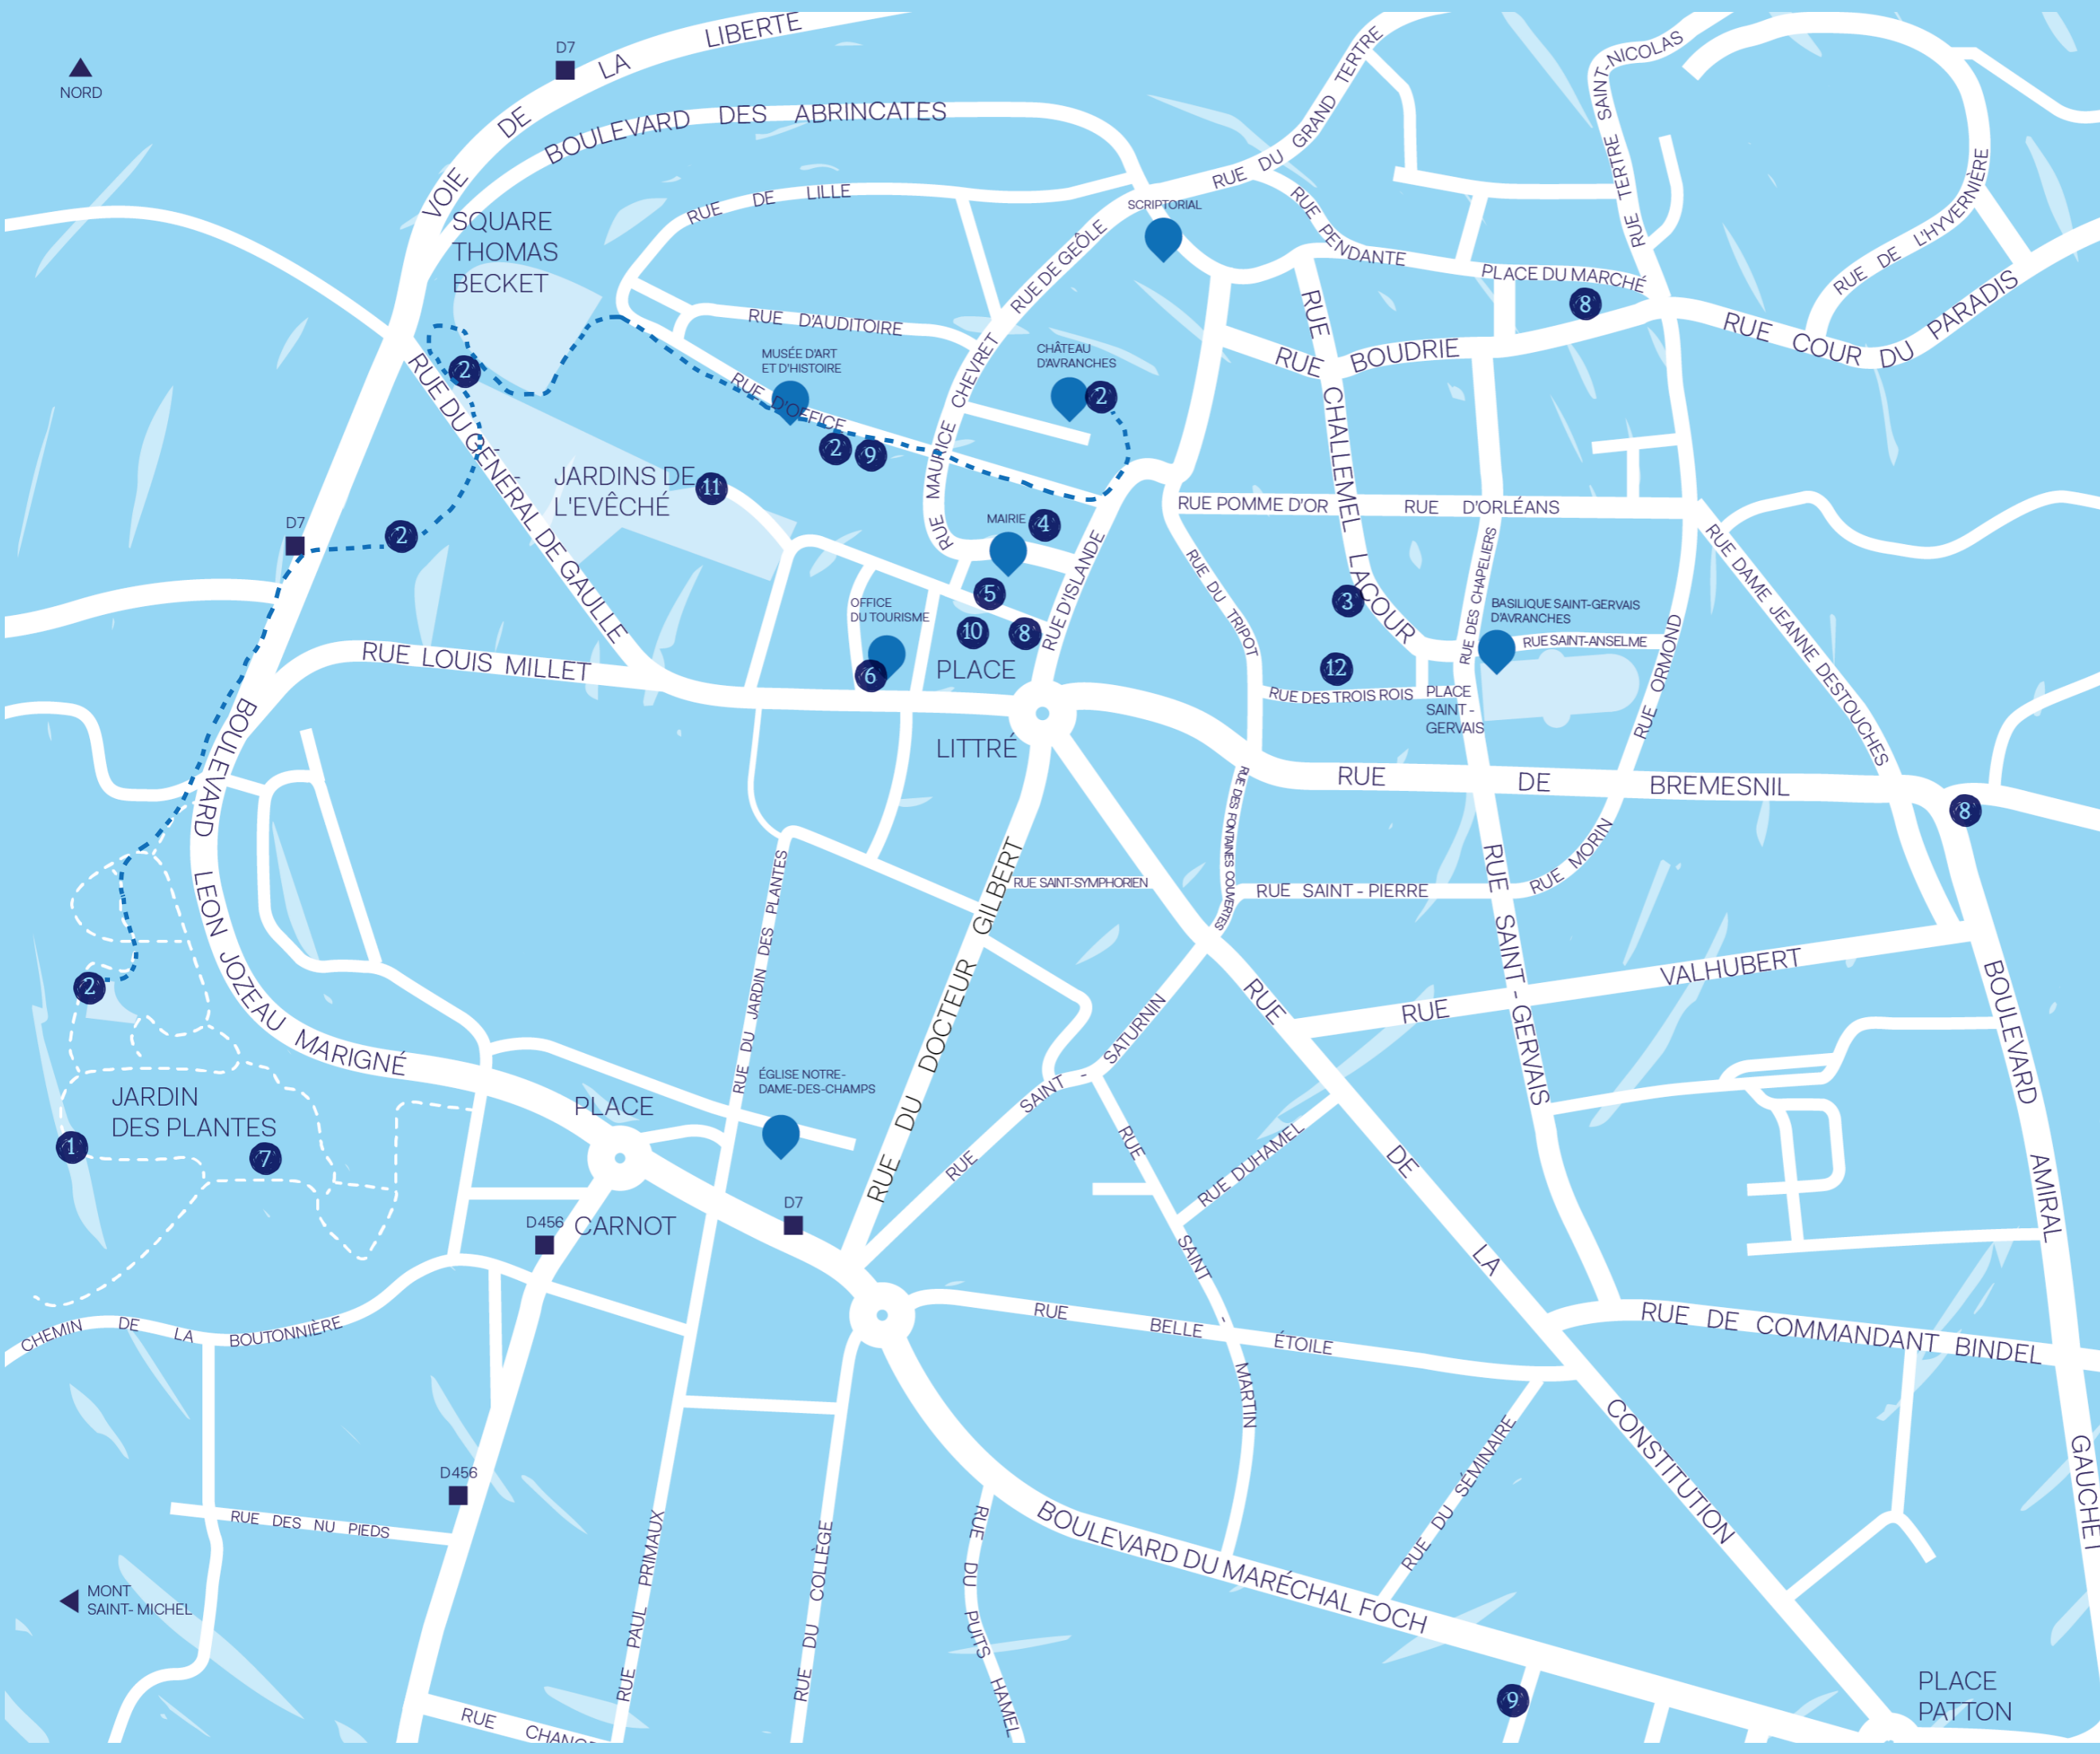 VOIE DE LA LIBERTE
D7
NORD
BOULEVARD DES ABRINCATES
SQUARE
THOMAS
BECKET
RUE DE LILLE
RUE DU GRAND TERTRE
RUE TERTRE SAINT-NICOLAS
SCRIPTORIAL
RUE PENDANTE
PLACE DU MARCHÉ
8
RUE DE L'HYVERNIÈRE
RUE COUR DU PARADIS
RUE DE GEÔLE
RUE D'AUDITOIRE
MUSÉE D'ART
ET D'HISTOIRE
CHÂTEAU
D'AVRANCHES
2
RUE BOUDRIE
2
RUE D'OFFICE
2
9
RUE MAURICE CHEVRET
RUE CHALLEMEL LACOUR
RUE DU GÉNÉRAL DE GAULLE
JARDINS DE
L'EVÊCHÉ
11
RUE POMME D'OR
RUE D'ORLÉANS
D7
2
MAIRIE
4
RUE D'ISLANDE
RUE DU TRIPOT
RUE DES CHAPELIERS
RUE DAME JEANNE DESTOUCHES
5
3
OFFICE
DU TOURISME
10
8
BASILIQUE SAINT-GERVAIS
D'AVRANCHES
RUE SAINT-ANSELME
RUE ORMOND
RUE LOUIS MILLET
6
PLACE
LITTRÉ
12
RUE DES TROIS ROIS
PLACE
SAINT -
GERVAIS
RUE DE BREMESNIL
8
BOULEVARD LEON JOZEAU MARIGNÉ
RUE DES FONTAINES COUVERTES
RUE MORIN
RUE DU JARDIN DES PLANTES
RUE SAINT-SYMPHORIEN
RUE SAINT - PIERRE
RUE SAINT - GERVAIS
RUE DU DOCTEUR GILBERT
RUE VALHUBERT
BOULEVARD AMIRAL GAUCHET
2
RUE SAINT - SATURNIN
JARDIN
DES PLANTES
1
7
PLACE
CARNOT
ÉGLISE NOTRE-
DAME-DES-CHAMPS
RUE DUHAMEL
RUE SAINT - MARTIN
D7
D456
RUE DE LA CONSTITUTION
CHEMIN DE LA BOUTONNIÈRE
RUE BELLE ÉTOILE
RUE DE COMMANDANT BINDEL
D456
RUE DES NU PIEDS
RUE PAUL PRIMAUX
RUE DU COLLÈGE
RUE DU PUITS HAMEL
BOULEVARD DU MARÉCHAL FOCH
RUE DU SÉMINAIRE
MONT
SAINT- MICHEL
9
PLACE
PATTON
RUE